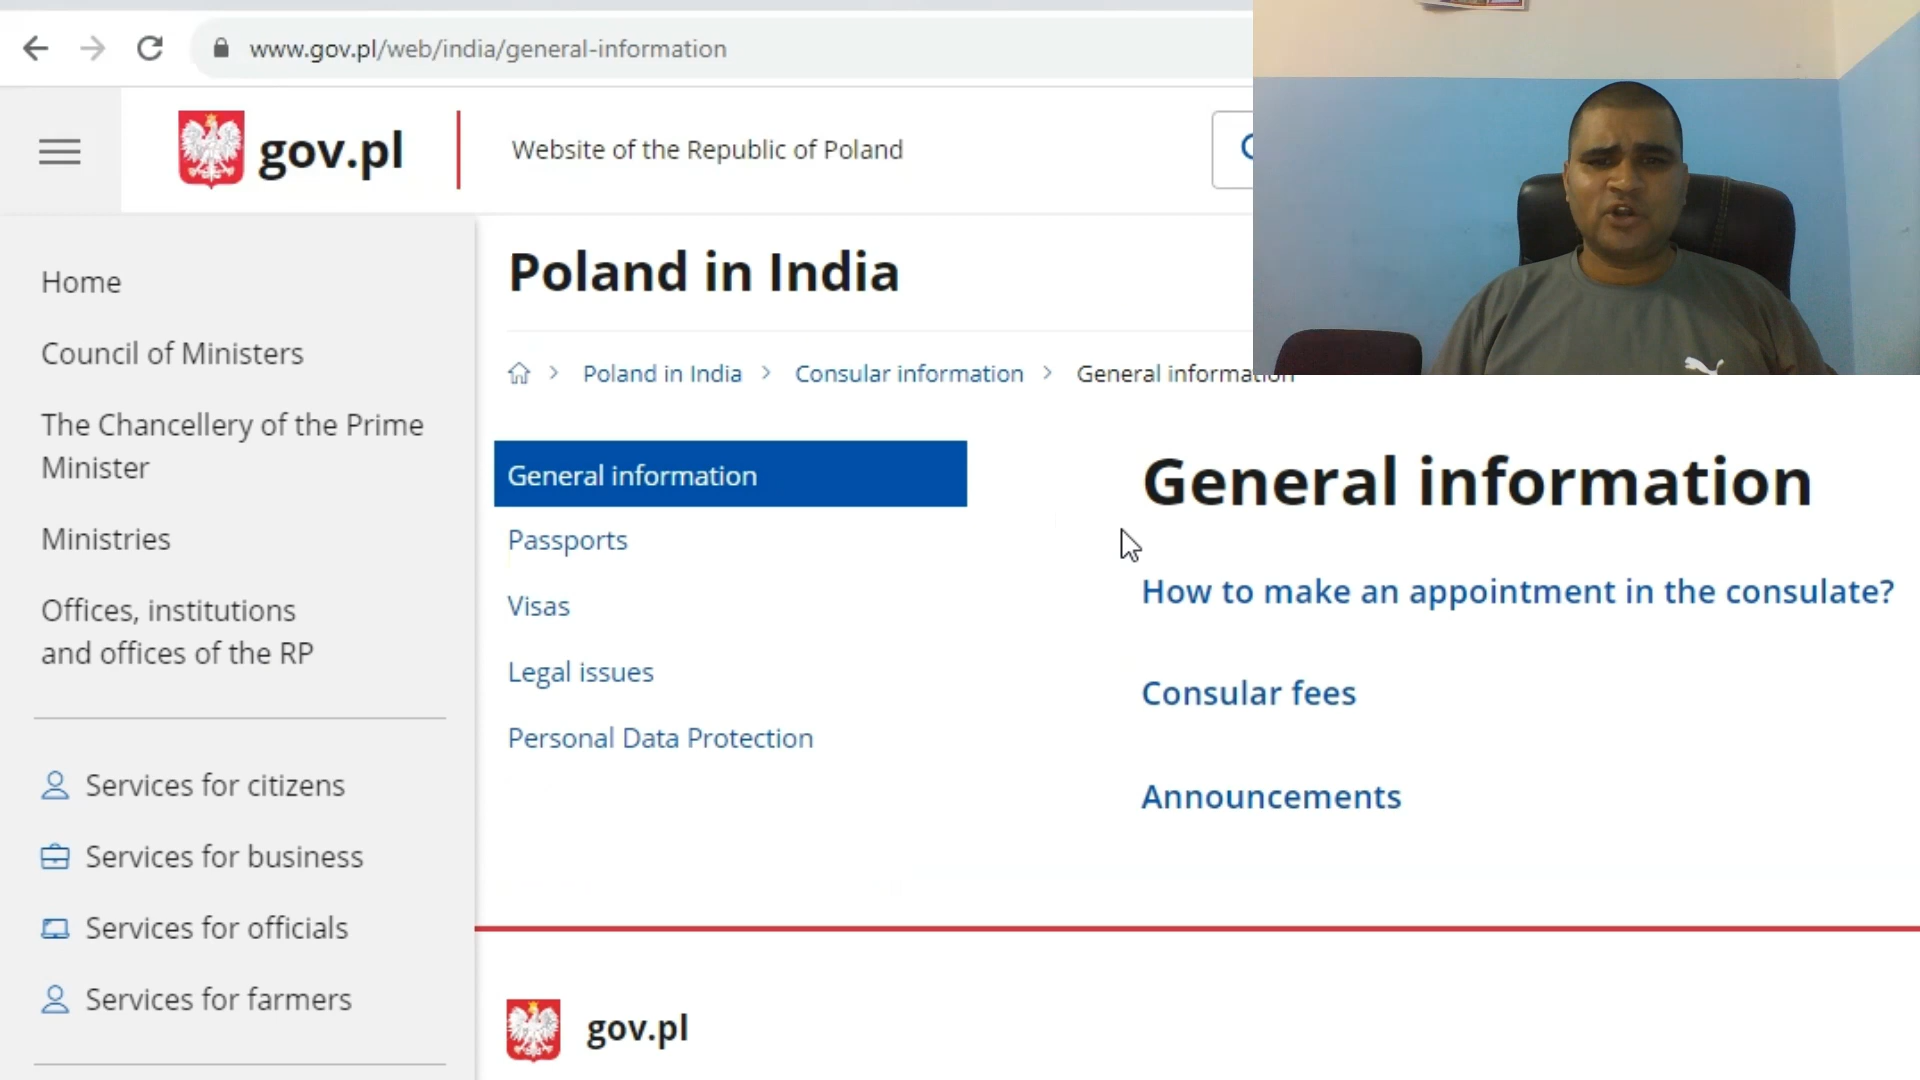 www.gov.pl/web/india/general-information
gov.pl
Website of the Republic of Poland
Home
Council of Ministers
The Chancellery of the Prime
Minister
Ministries
Offices, institutions
and offices of the RP
Services for citizens
Services for business
Services for officials
Services for farmers
Poland in India
Poland in India > Consular information > General information
General information
Passports
Visas
Legal issues
Personal Data Protection
General information
How to make an appointment in the consulate?
Consular fees
Announcements
gov.pl